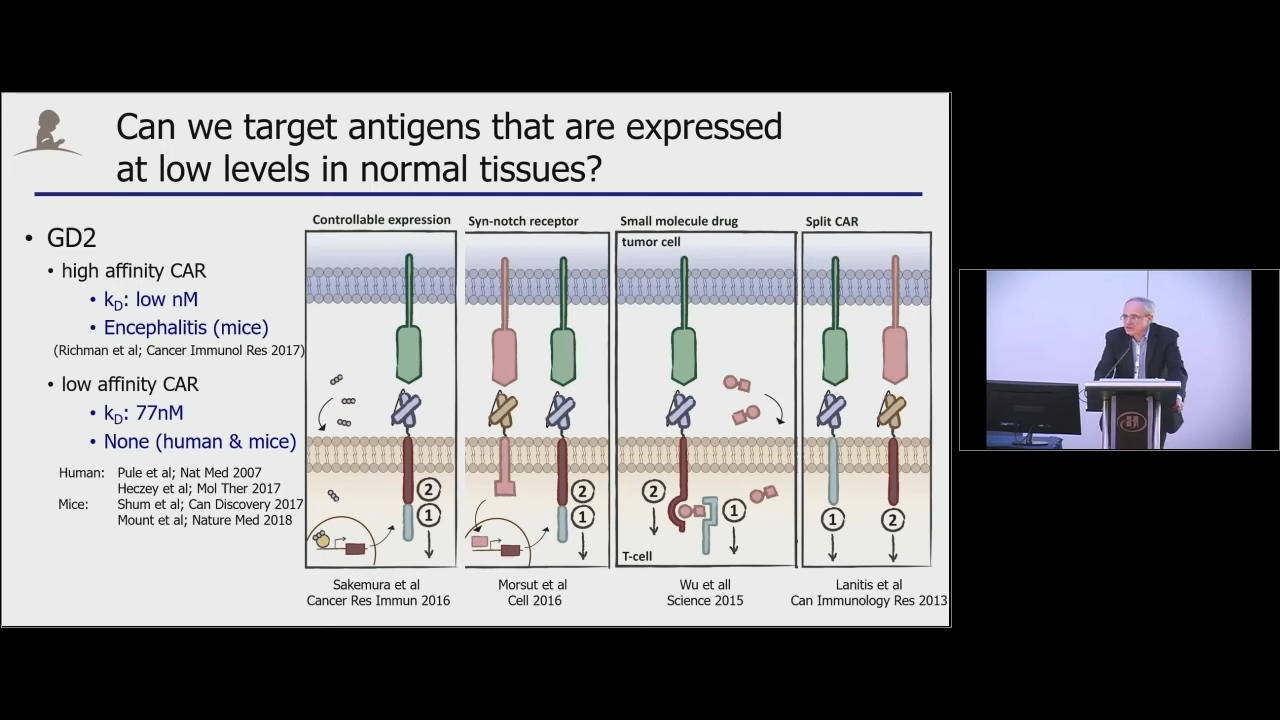 Can we target antigens that are expressed
at low levels in normal tissues?
• GD2
• high affinity CAR
• kD: low nM
• Encephalitis (mice)
(Richman et al; Cancer Immunol Res 2017)
• low affinity CAR
• kD: 77nM
• None (human & mice)
Human: Pule et al; Nat Med 2007
Heczey et al; Mol Ther 2017
Mice: Shum et al; Can Discovery 2017
Mount et al; Nature Med 2018
Controllable expression
2
1
Sakemura et al
Cancer Res Immun 2016
Syn-notch receptor
2
1
Morsut et al
Cell 2016
Small molecule drug
tumor cell
2
1
T-cell
Wu et all
Science 2015
Split CAR
1
2
Lanitis et al
Can Immunology Res 2013